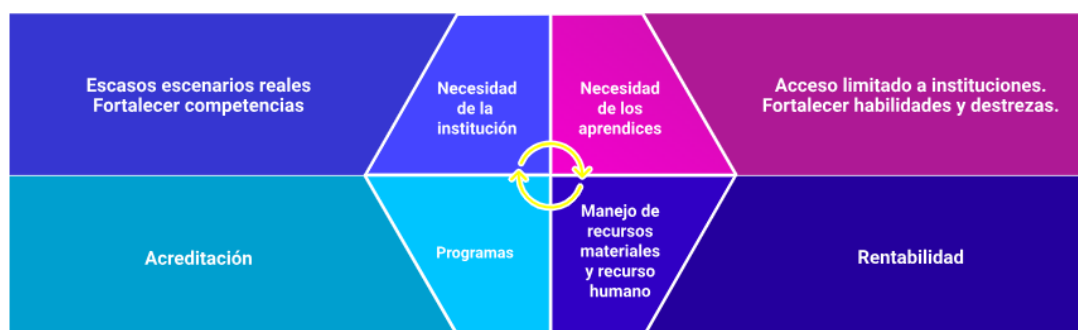 Escasos escenarios reales
Fortalecer competencias
Necesidad
de la
institución
Necesidad
de los
aprendices
Acceso limitado a instituciones.
Fortalecer habilidades y destrezas.
Acreditación
Programas
Manejo de
recursos
materiales
y recurso
humano
Rentabilidad